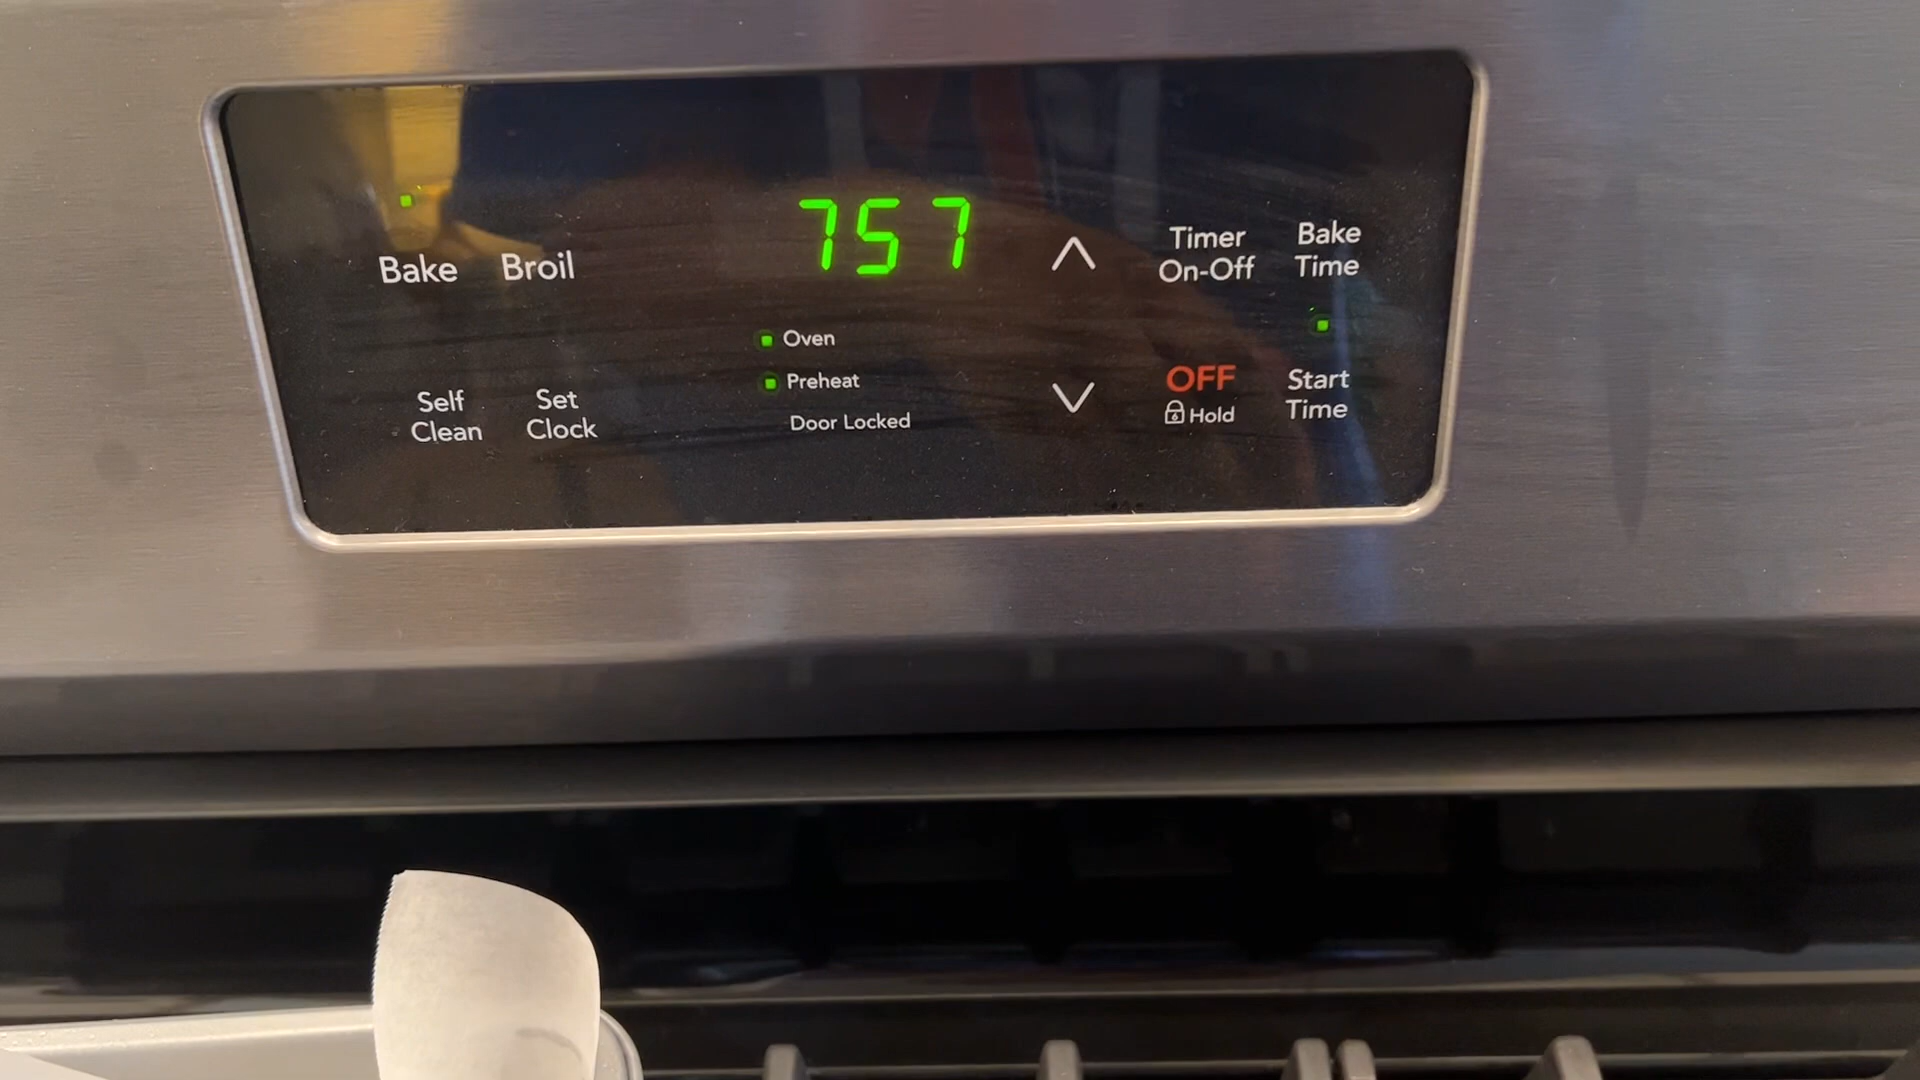 757
Bake
Broil
Timer
On-Off
Bake
Time
Oven
Preheat
Door Locked
Self
Clean
Set
Clock
OFF
Hold
Start
Time